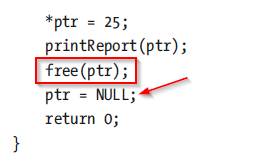 *ptr = 25;
printReport(ptr);
free(ptr);
ptr = NULL;
return 0;
}